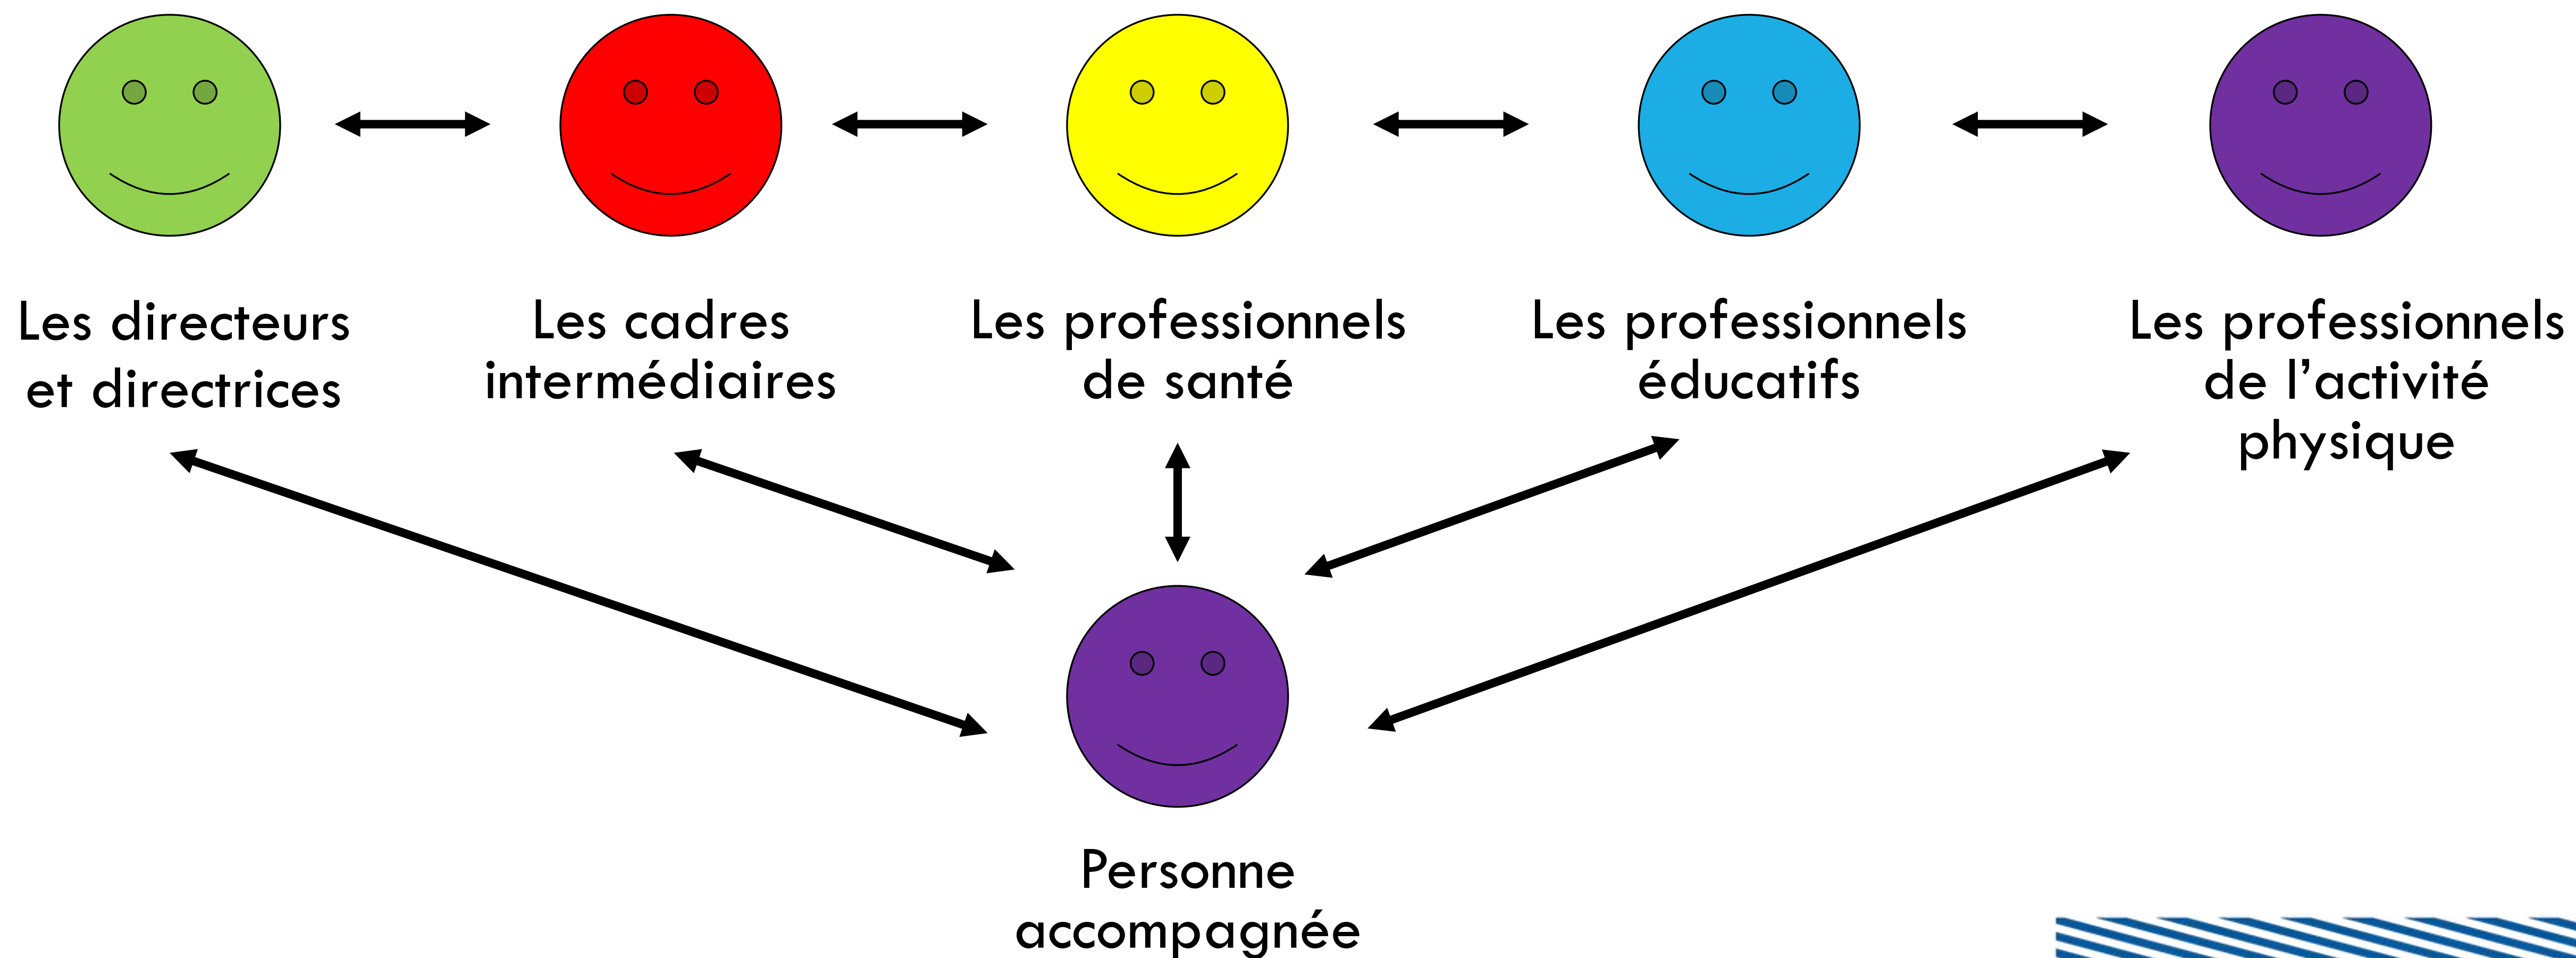 Les directeurs
et directrices
Les cadres
intermédiaires
Les professionnels
de santé
Les professionnels
éducatifs
Les professionnels
de l’activité
physique
Personne
accompagnée